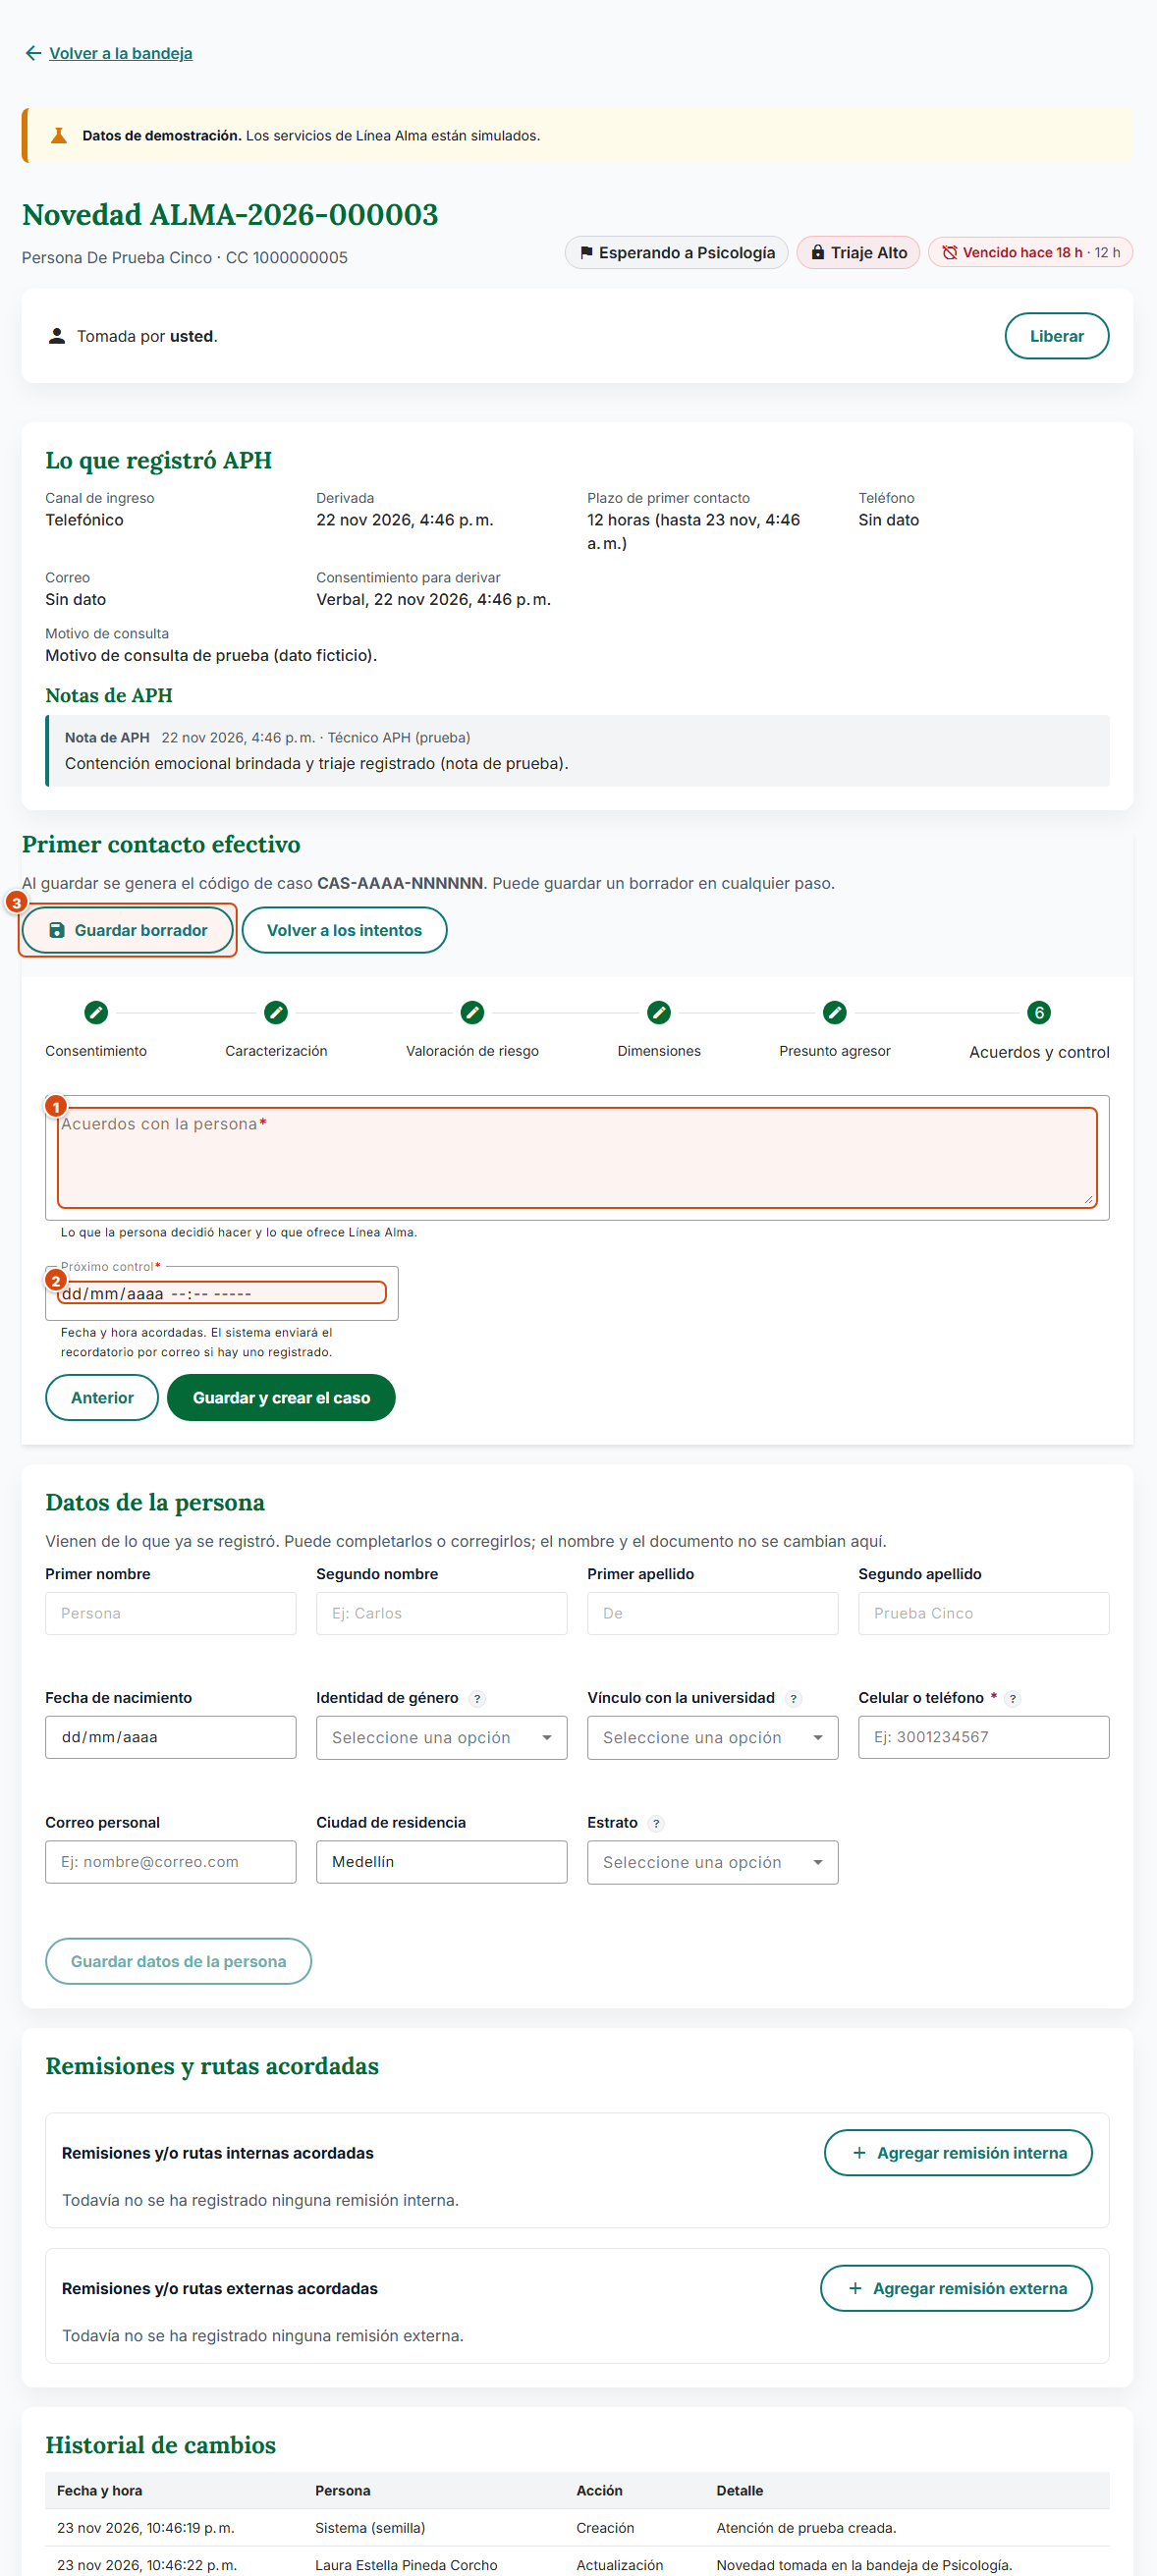 Volver a la bandeja
Datos de demostración. Los servicios de Línea Alma están simulados.
Novedad ALMA-2026-000003
Persona De Prueba Cinco · CC 1000000005
Esperando a Psicología
Triaje Alto
Vencido hace 18 h · 12 h
Tomada por usted.
Liberar
Lo que registró APH
Canal de ingreso
Telefónico
Derivada
22 nov 2026, 4:46 p. m.
Plazo de primer contacto
12 horas (hasta 23 nov, 4:46
a. m.)
Teléfono
Sin dato
Correo
Sin dato
Consentimiento para derivar
Verbal, 22 nov 2026, 4:46 p. m.
Motivo de consulta
Motivo de consulta de prueba (dato ficticio).
Notas de APH
Nota de APH 22 nov 2026, 4:46 p. m. · Técnico APH (prueba)
Contención emocional brindada y triaje registrado (nota de prueba).
Primer contacto efectivo
Al guardar se genera el código de caso CAS-AAAA-NNNNNN. Puede guardar un borrador en cualquier paso.
3
Guardar borrador
Volver a los intentos
Consentimiento
Caracterización
Valoración de riesgo
Dimensiones
Presunto agresor
6
Acuerdos y control
1
Acuerdos con la persona*
Lo que la persona decidió hacer y lo que ofrece Línea Alma.
Próximo control*
2
dd/mm/aaaa --:-- -----
Fecha y hora acordadas. El sistema enviará el
recordatorio por correo si hay uno registrado.
Anterior
Guardar y crear el caso
Datos de la persona
Vienen de lo que ya se registró. Puede completarlos o corregirlos; el nombre y el documento no se cambian aquí.
Primer nombre
Segundo nombre
Primer apellido
Segundo apellido
Persona
Ej: Carlos
De
Prueba Cinco
Fecha de nacimiento
Identidad de género ?
Vínculo con la universidad ?
Celular o teléfono * ?
dd/mm/aaaa
Seleccione una opción
Seleccione una opción
Ej: 3001234567
Correo personal
Ciudad de residencia
Estrato ?
Ej: nombre@correo.com
Medellín
Seleccione una opción
Guardar datos de la persona
Remisiones y rutas acordadas
Remisiones y/o rutas internas acordadas
+ Agregar remisión interna
Todavía no se ha registrado ninguna remisión interna.
Remisiones y/o rutas externas acordadas
+ Agregar remisión externa
Todavía no se ha registrado ninguna remisión externa.
Historial de cambios
Fecha y hora Persona Acción Detalle
23 nov 2026, 10:46:19 p. m. Sistema (semilla) Creación Atención de prueba creada.
23 nov 2026, 10:46:22 p. m. Laura Estella Pineda Corcho Actualización Novedad tomada en la bandeja de Psicología.